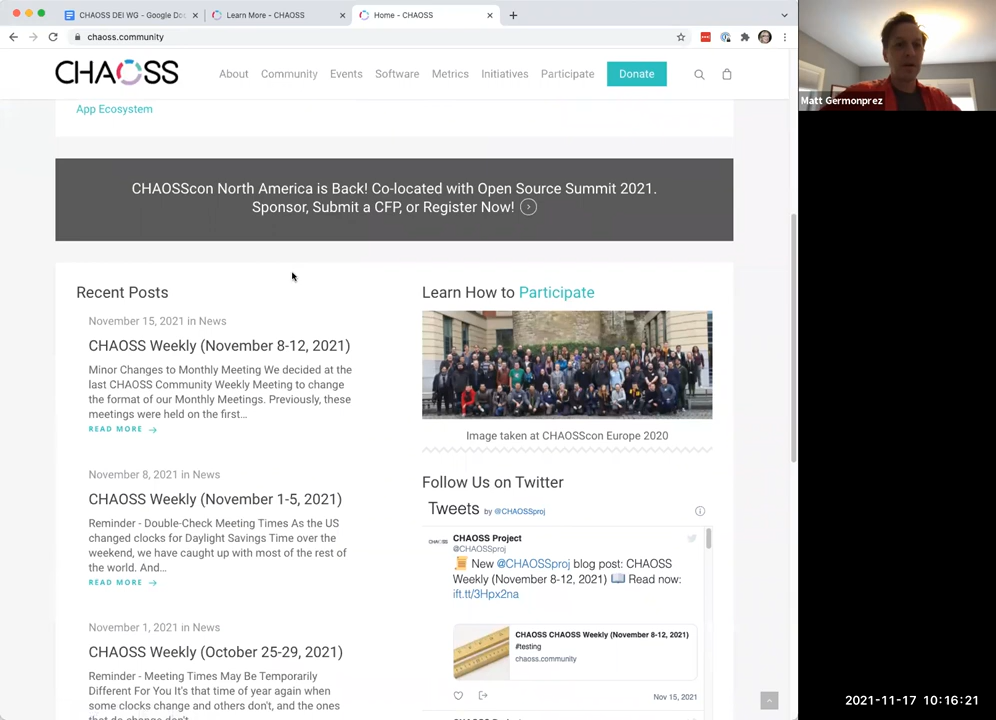 CHAOSS DEI WG - Google Do
Learn More - CHAOSS
Home - CHAOSS
chaoss.community
CHAOSS
About
Community
Events
Software
Metrics
Initiatives
Participate
Donate
App Ecosystem
CHAOSScon North America is Back! Co-located with Open Source Summit 2021.
Sponsor, Submit a CFP, or Register Now!
Recent Posts
November 15, 2021 in News
CHAOSS Weekly (November 8-12, 2021)
Minor Changes to Monthly Meeting We decided at the
last CHAOSS Community Weekly Meeting to change
the format of our Monthly Meetings. Previously, these
meetings were held on the first...
READ MORE
November 8, 2021 in News
CHAOSS Weekly (November 1-5, 2021)
Reminder - Double-Check Meeting Times As the US
changed clocks for Daylight Savings Time over the
weekend, we have caught up with most of the rest of
the world. And...
READ MORE
November 1, 2021 in News
CHAOSS Weekly (October 25-29, 2021)
Reminder - Meeting Times May Be Temporarily
Different For You It's that time of year again when
some clocks change and others don't, and the ones
that do change don't
Learn How to Participate
Image taken at CHAOSScon Europe 2020
Follow Us on Twitter
Tweets by @CHAOSSproj
CHAOSS Project
@CHAOSSproj
New @CHAOSSproj blog post: CHAOSS
Weekly (November 8-12, 2021) Read now:
ift.tt/3Hpx2na
CHAOSS CHAOSS Weekly (November 8-12, 2021)
#testing
chaoss.community
Nov 15, 2021
Matt Germonprez
2021-11-17 10:16:21